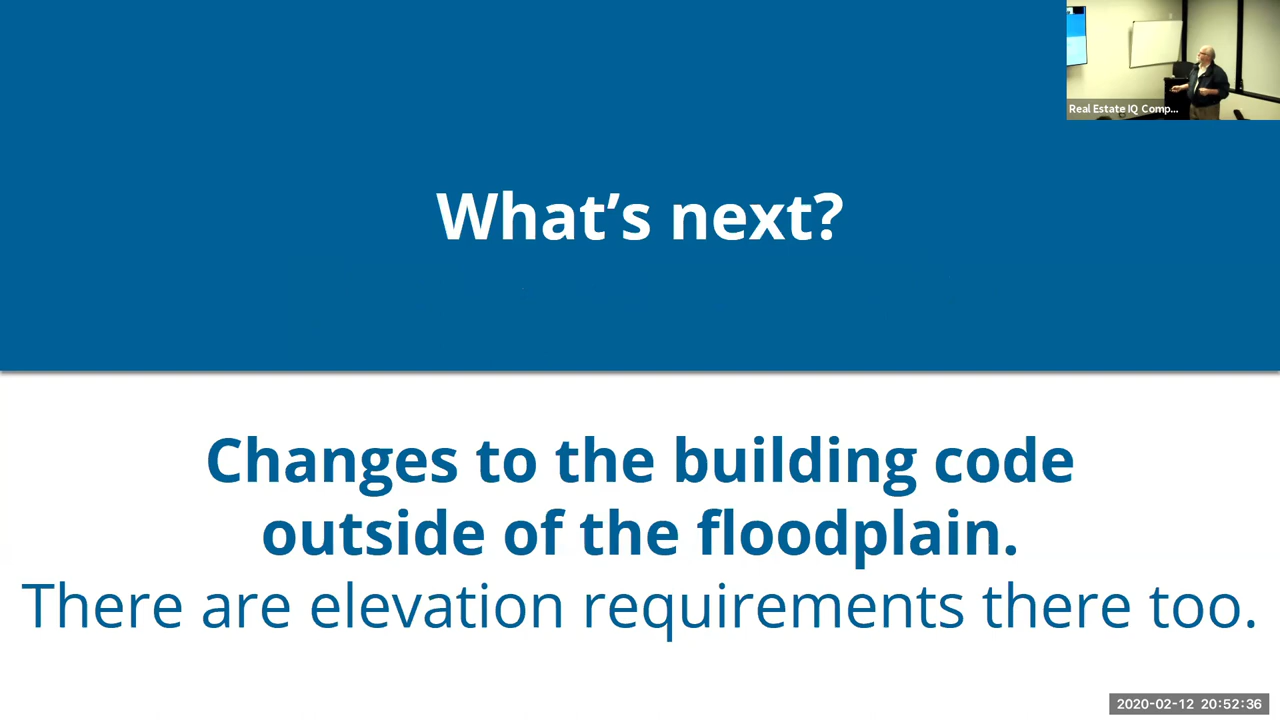 Real Estate IQ Comp...
What's next?
Changes to the building code
outside of the floodplain.
There are elevation requirements there too.
2020-02-12 20:52:36